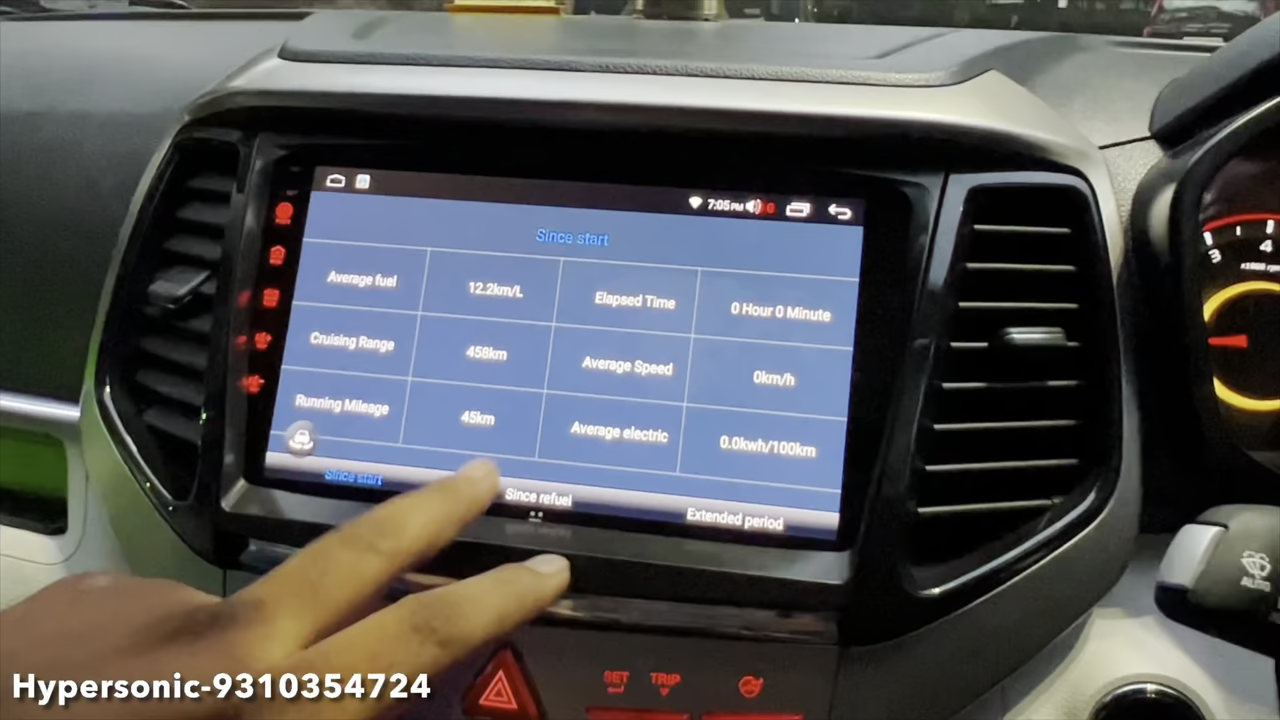 7:05 PM
Since start
Average fuel 12.2km/L Elapsed Time 0 Hour 0 Minute
Cruising Range 458km Average Speed 0km/h
Running Mileage 45km Average electric 0.0kwh/100km
Since start Since refuel Extended period
SET TRIP
3 4
Hypersonic-9310354724